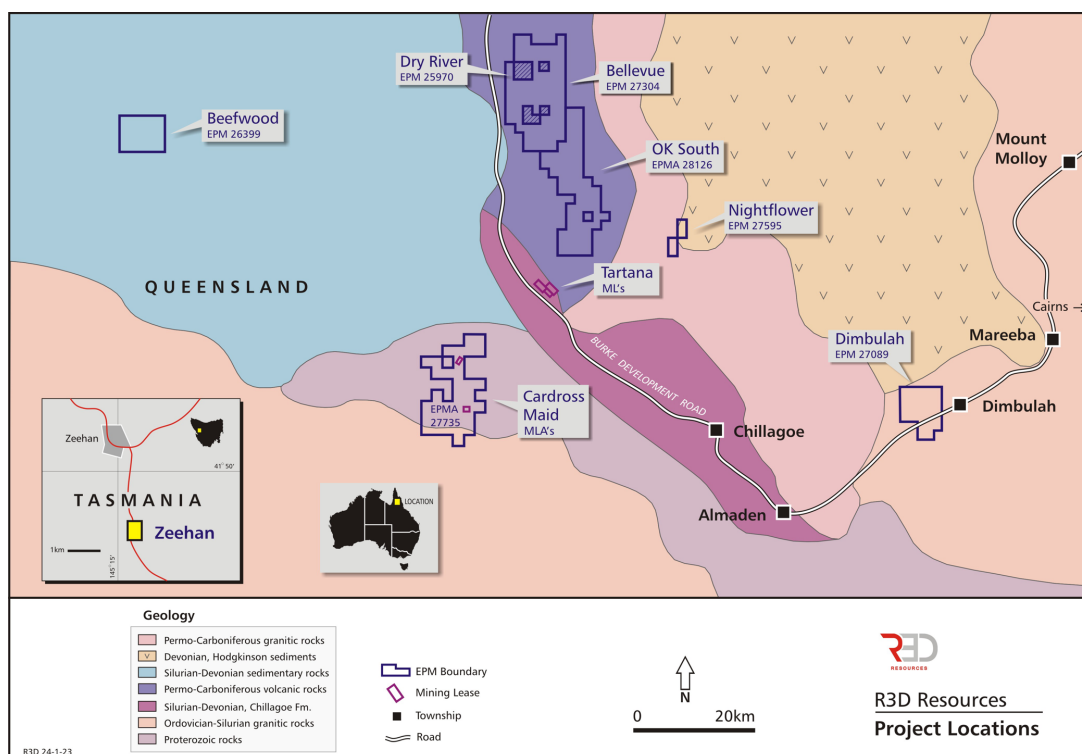 Dry River
EPM 25970
Bellevue
EPM 27304
Beefwood
EPM 26399
OK South
EPMA 28126
Mount
Molloy
Nightflower
EPM 27595
QUEENSLAND
Tartana
ML's
Cairns →
Mareeba
Dimbulah
EPM 27089
BURKE DEVELOPMENT ROAD
Cardross
Maid
MLA's
EPMA
27735
Dimbulah
Chillagoe
Almaden
Zeehan
41° 50'
TASMANIA
Zeehan
1km
145° 15'
LOCATION
Geology
Permo-Carboniferous granitic rocks
Devonian, Hodgkinson sediments
Silurian-Devonian sedimentary rocks
Permo-Carboniferous volcanic rocks
Silurian-Devonian, Chillagoe Fm.
Ordovician-Silurian granitic rocks
Proterozoic rocks
EPM Boundary
Mining Lease
Township
Road
N
0 20km
R3D
RESOURCES
R3D Resources
Project Locations
R3D 24-1-23